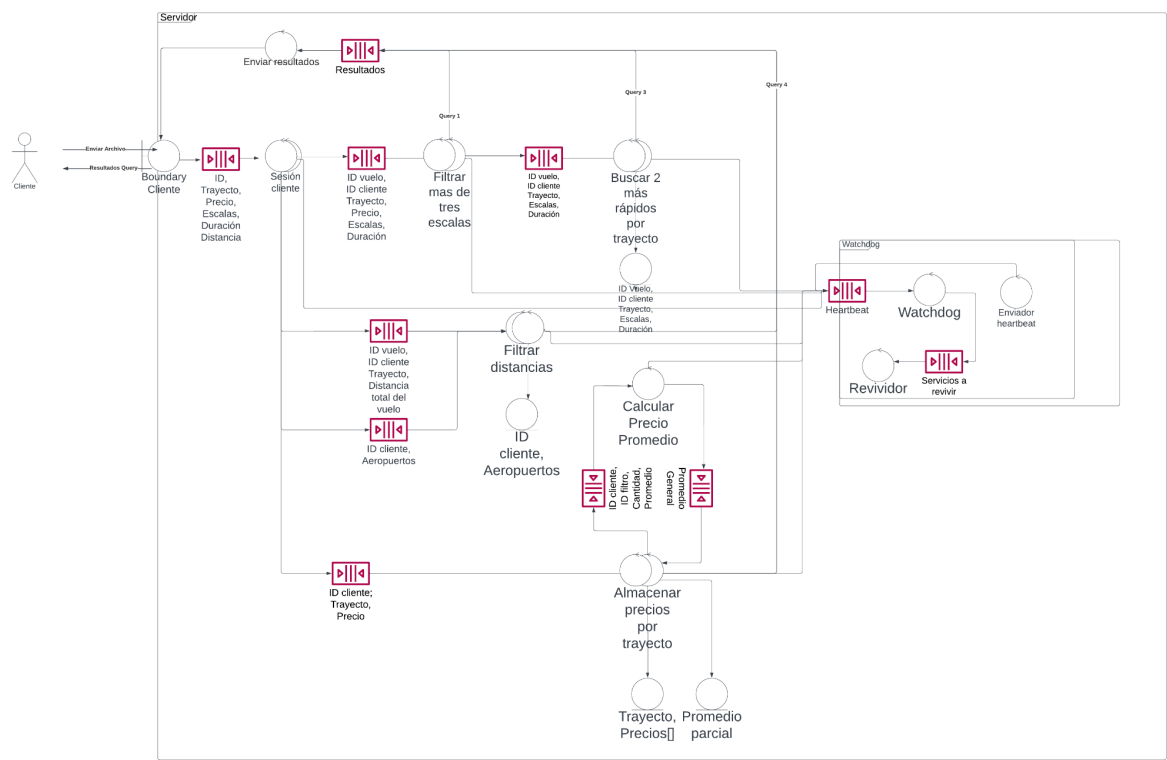 Servidor
Enviar resultados
Resultados
Query 4
Query 3
Query 1
Enviar Archivo
Resultados Query
Cliente
Boundary
Cliente
ID,
Trayecto,
Precio,
Escalas,
Duración
Distancia
Sesión
cliente
ID vuelo,
ID cliente
Trayecto,
Precio,
Escalas,
Duración
Filtrar
mas de
tres
escalas
ID vuelo,
ID cliente
Trayecto,
Escalas,
Duración
Buscar 2
más
rápidos
por
trayecto
ID Vuelo,
ID cliente
Trayecto,
Escalas,
Duración
Watchdog
Heartbeat
Watchdog
Enviador
heartbeat
Revividor
Servicios a
revivir
ID vuelo,
ID cliente
Trayecto,
Distancia
total del
vuelo
Filtrar
distancias
ID cliente,
Aeropuertos
ID
cliente,
Aeropuertos
Calcular
Precio
Promedio
ID cliente,
ID filtro,
Cantidad,
Promedio
Promedio
General
ID cliente;
Trayecto,
Precio
Almacenar
precios
por
trayecto
Trayecto,
Precios[]
Promedio
parcial